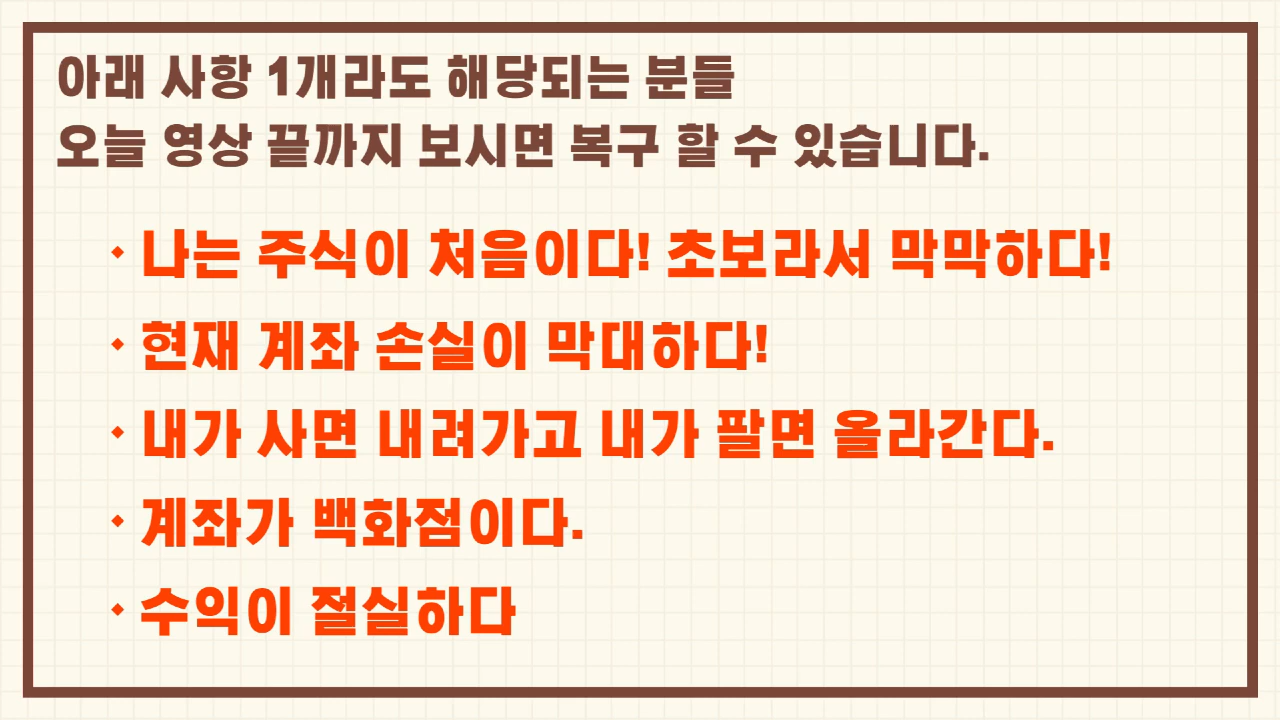 아래 사항 1개라도 해당되는 분들
오늘 영상 끝까지 보시면 복구 할 수 있습니다.
· 나는 주식이 처음이다! 초보라서 막막하다!
· 현재 계좌 손실이 막대하다!
· 내가 사면 내려가고 내가 팔면 올라간다.
· 계좌가 백화점이다.
· 수익이 절실하다